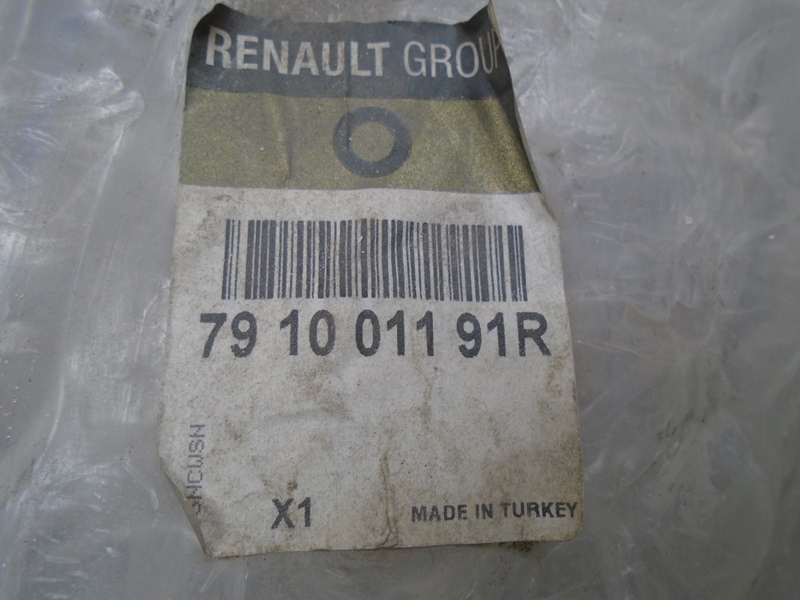 RENAULT GROUP
79 10 011 91R
X1
MADE IN TURKEY